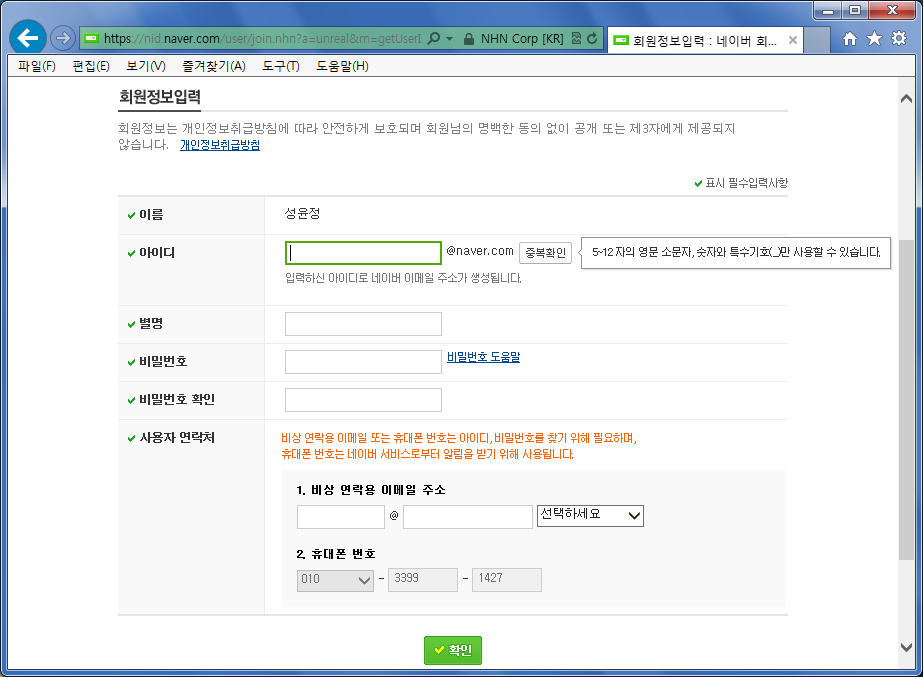 https://nid.naver.com/user/join.nhn?a=unreal&m=getUser
NHN Corp [KR]
회원정보입력 : 네이버 회...
파일(F) 편집(E) 보기(V) 즐겨찾기(A) 도구(T) 도움말(H)
회원정보입력
회원정보는 개인정보취급방침에 따라 안전하게 보호되며 회원님의 명백한 동의 없이 공개 또는 제3자에게 제공되지
않습니다. 개인정보취급방침
표시 필수입력사항
이름 성윤정
아이디 @naver.com 중복확인 5-12자의 영문 소문자, 숫자와 특수기호(_)만 사용할 수 있습니다.
입력하신 아이디로 네이버 이메일 주소가 생성됩니다.
별명
비밀번호 비밀번호 도움말
비밀번호 확인
사용자 연락처 비상 연락용 이메일 또는 휴대폰 번호는 아이디, 비밀번호를 찾기 위해 필요하며,
휴대폰 번호는 네이버 서비스로부터 알림을 받기 위해 사용됩니다.
1. 비상 연락용 이메일 주소
@ 선택하세요
2. 휴대폰 번호
010 - 3399 - 1427
확인